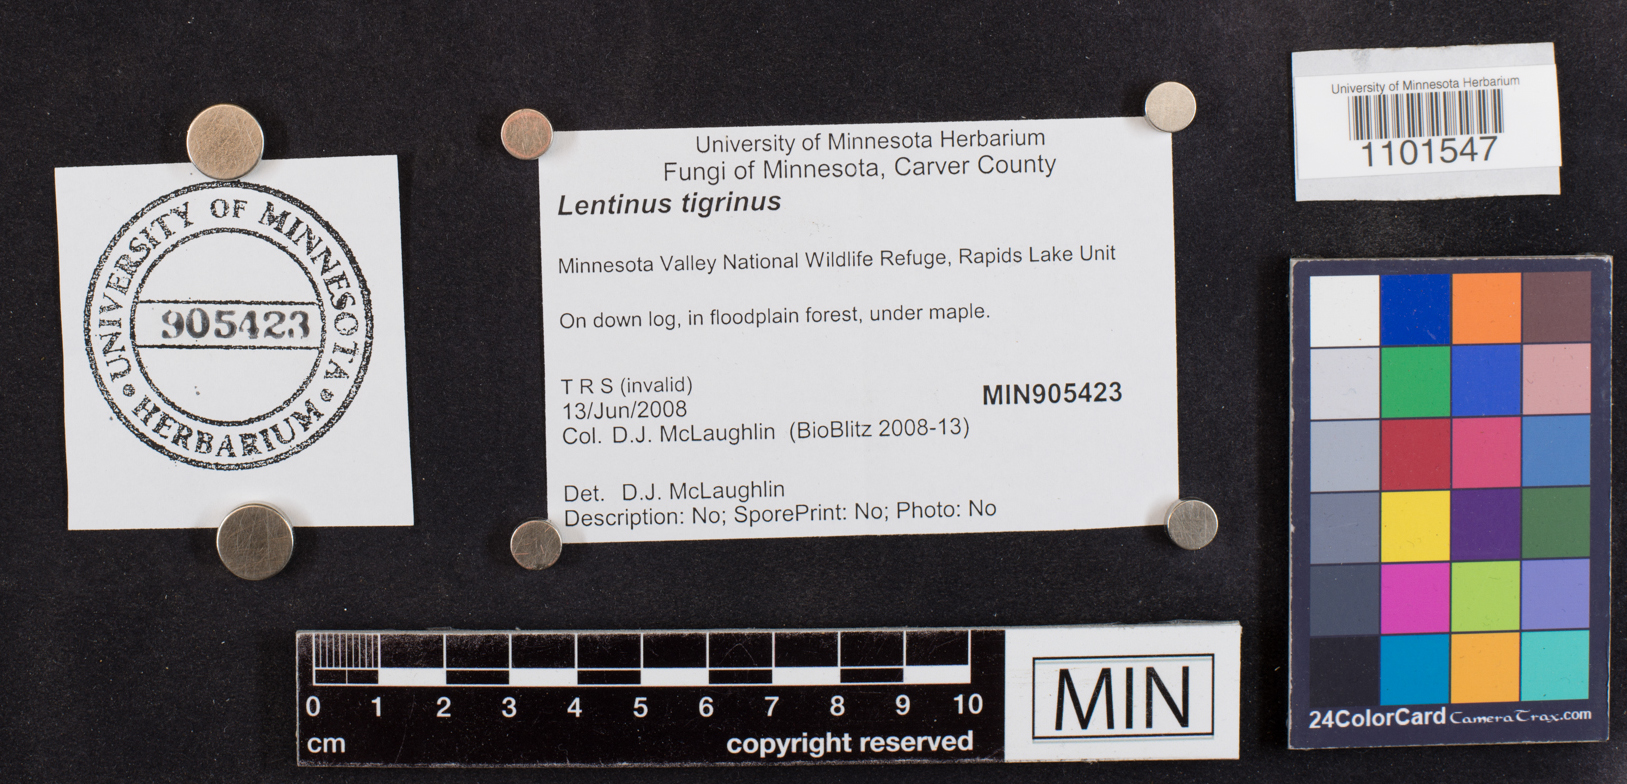 UNIVERSITY OF MINNESOTA
905423
HERBARIUM
University of Minnesota Herbarium
Fungi of Minnesota, Carver County
Lentinus tigrinus
Minnesota Valley National Wildlife Refuge, Rapids Lake Unit
On down log, in floodplain forest, under maple.
T R S (invalid)
13/Jun/2008
MIN905423
Col. D.J. McLaughlin (BioBlitz 2008-13)
Det. D.J. McLaughlin
Description: No; SporePrint: No; Photo: No
University of Minnesota Herbarium
1101547
0 1 2 3 4 5 6 7 8 9 10
cm
copyright reserved
MIN
24ColorCard CameraTrax.com